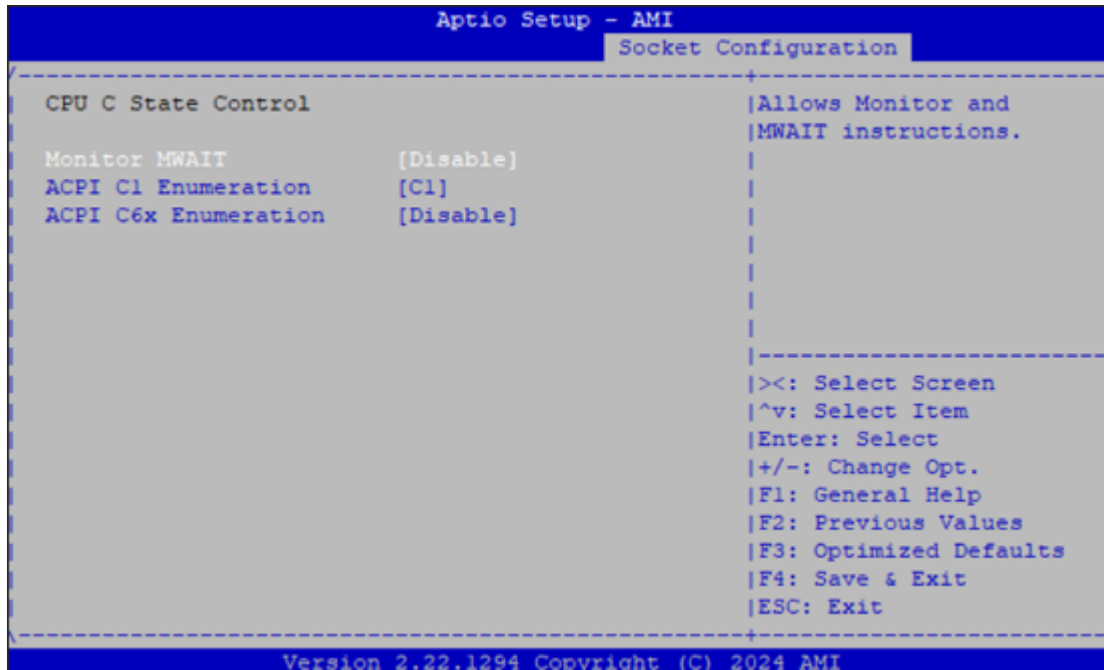 Aptio Setup - AMI
Socket Configuration
CPU C State Control
Monitor MWAIT [Disable]
ACPI C1 Enumeration [C1]
ACPI C6x Enumeration [Disable]
Allows Monitor and
MWAIT instructions.
><: Select Screen
^v: Select Item
Enter: Select
+/-: Change Opt.
F1: General Help
F2: Previous Values
F3: Optimized Defaults
F4: Save & Exit
ESC: Exit
Version 2.22.1294 Copyright (C) 2024 AMI